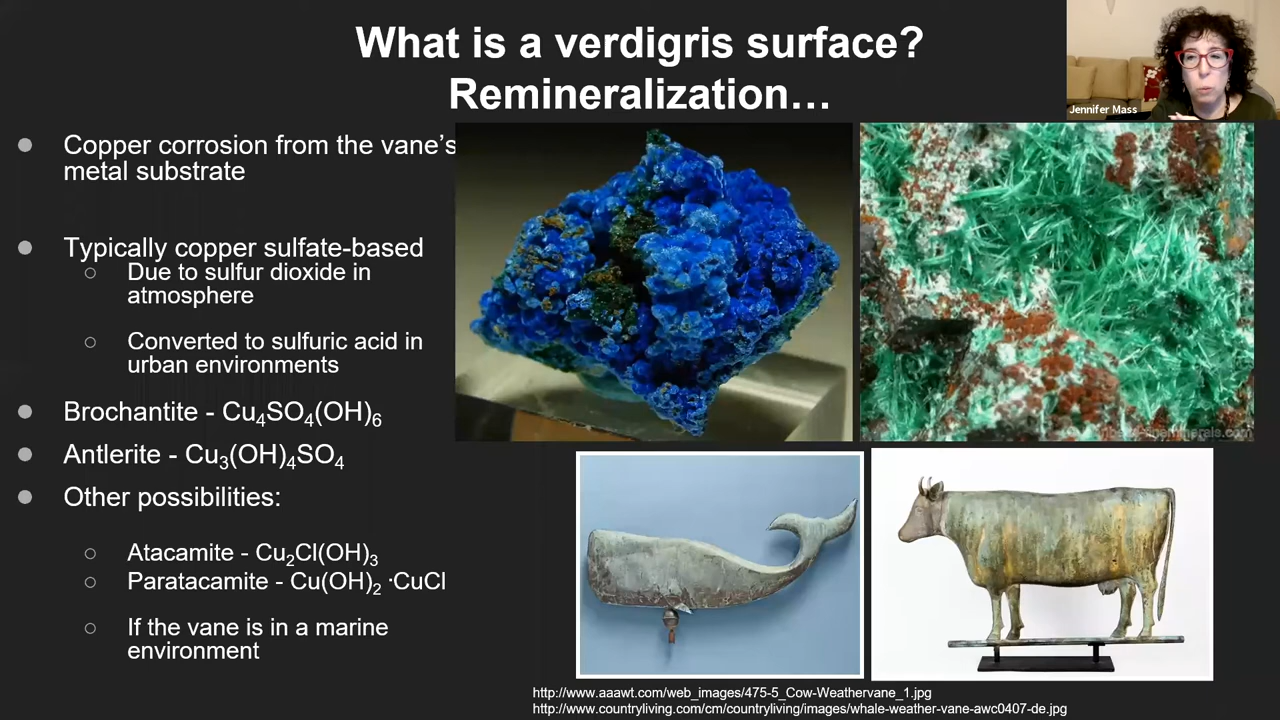 What is a verdigris surface?
Remineralization…
Jennifer Mass
Copper corrosion from the vane's
metal substrate
Typically copper sulfate-based
Due to sulfur dioxide in
atmosphere
Converted to sulfuric acid in
urban environments
Brochantite - Cu₄SO₄(OH)₆
Antlerite - Cu₃(OH)₄SO₄
Other possibilities:
Atacamite - Cu₂Cl(OH)₃
Paratacamite - Cu(OH)₂ ·CuCl
If the vane is in a marine
environment
http://www.aaawt.com/web_images/475-5_Cow-Weathervane_1.jpg
http://www.countryliving.com/cm/countryliving/images/whale-weather-vane-awc0407-de.jpg